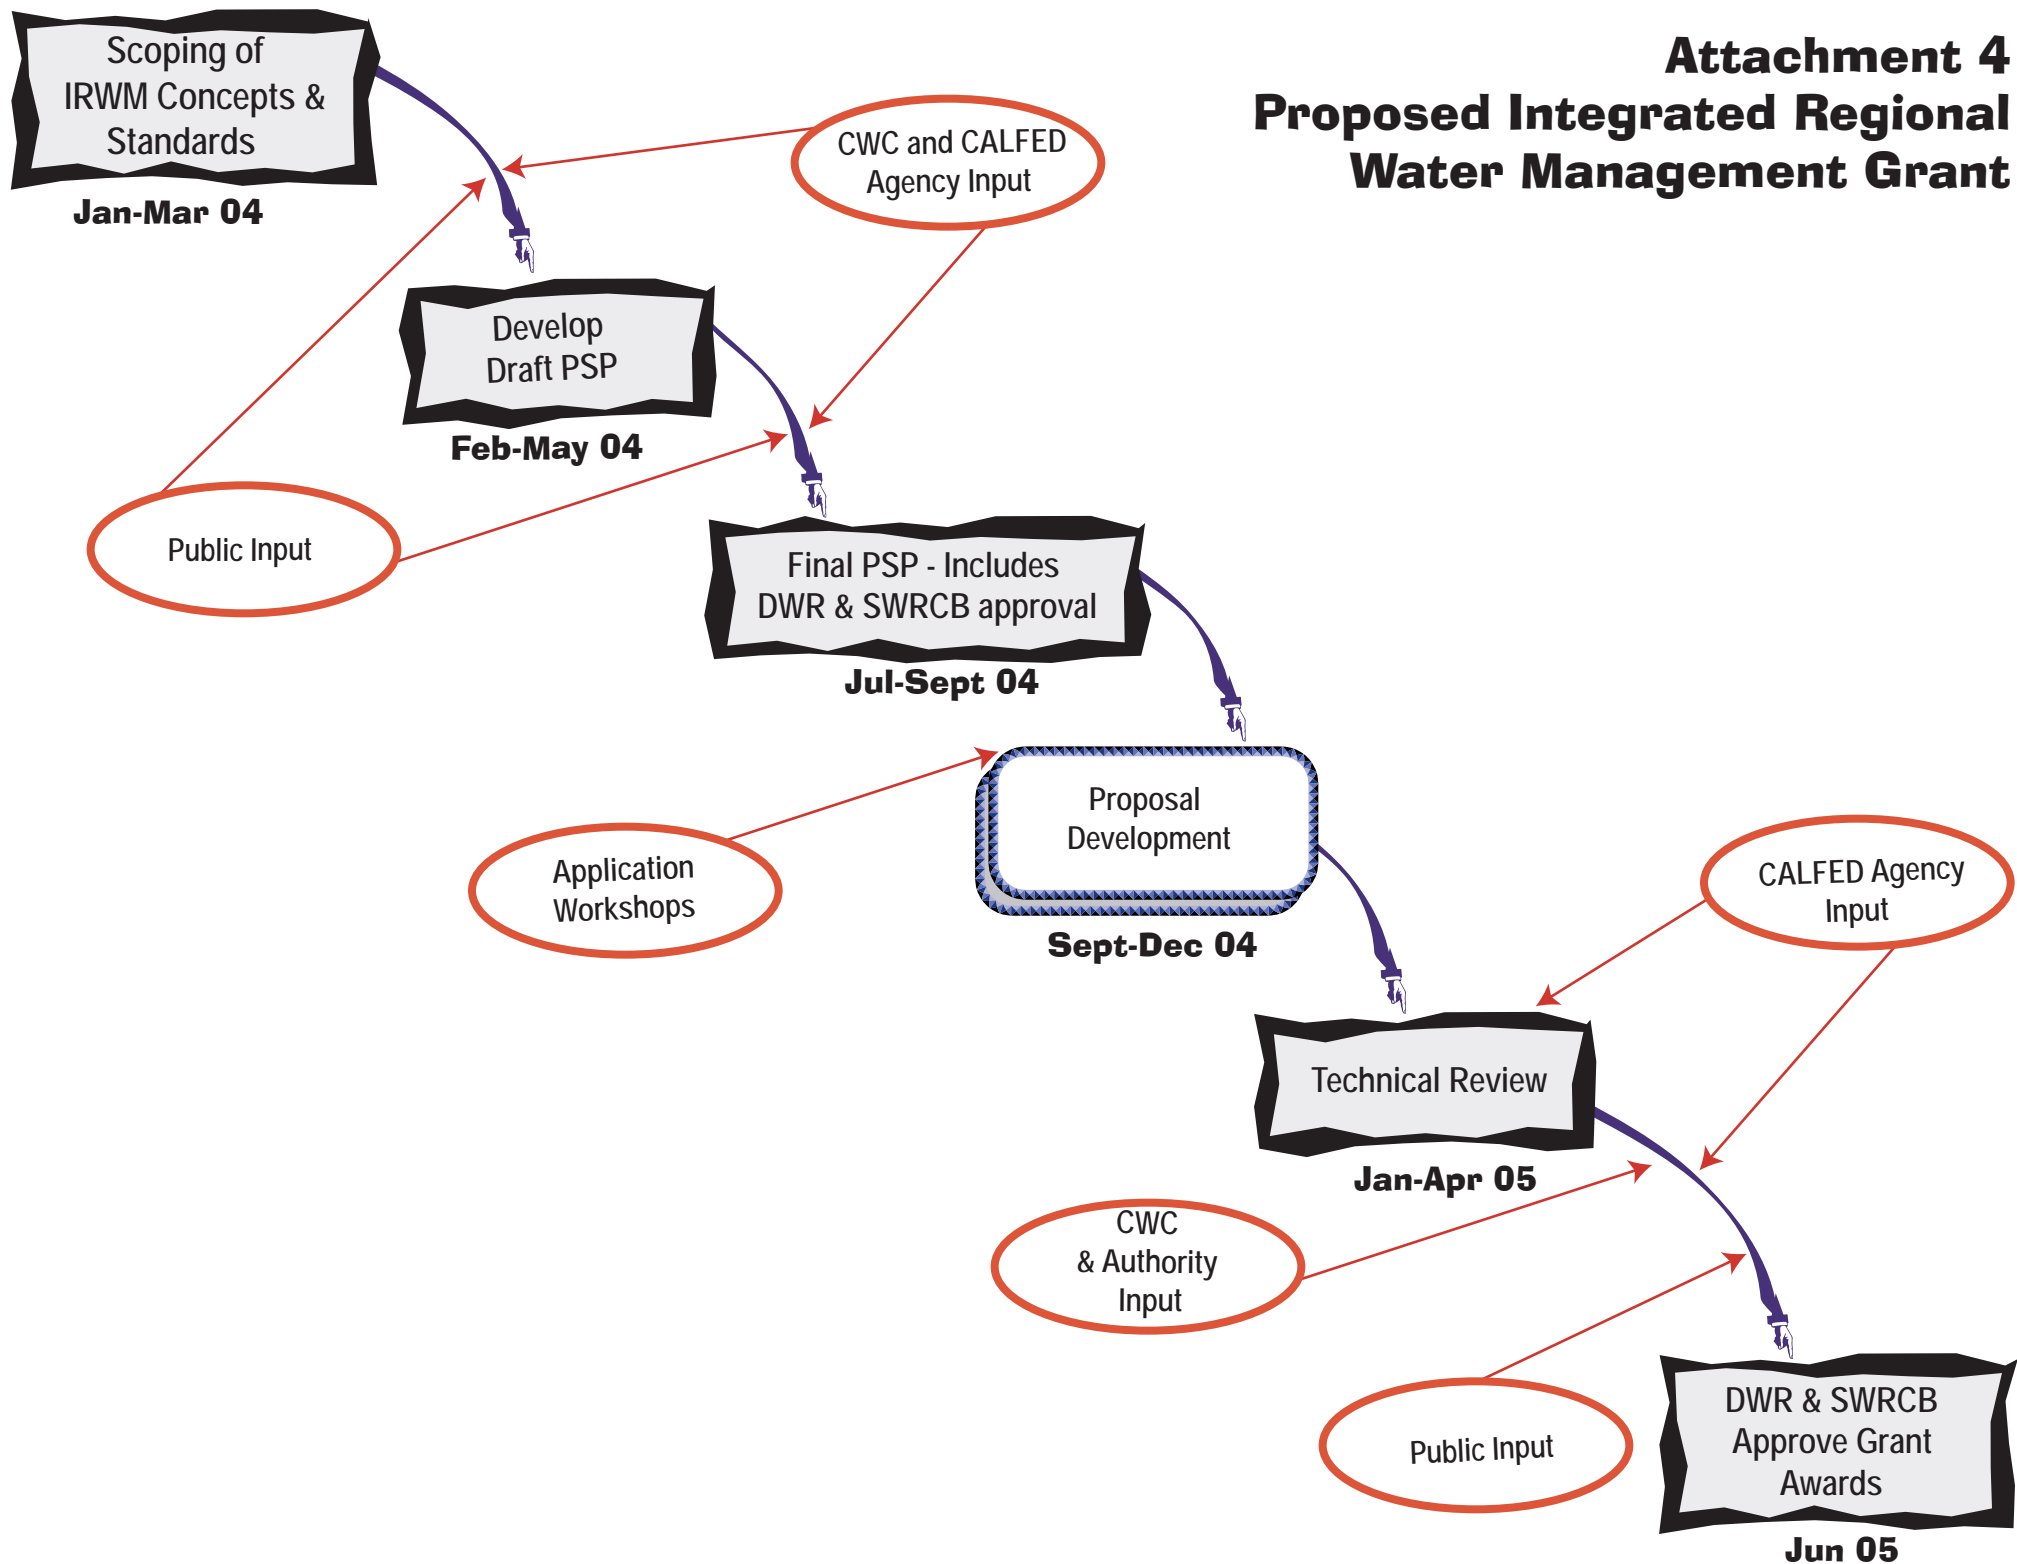 Attachment 4
Proposed Integrated Regional
Water Management Grant
Scoping of
IRWM Concepts &
Standards
Jan-Mar 04
CWC and CALFED
Agency Input
Develop
Draft PSP
Feb-May 04
Public Input
Final PSP - Includes
DWR & SWRCB approval
Jul-Sept 04
Proposal
Development
Sept-Dec 04
Application
Workshops
CALFED Agency
Input
Technical Review
Jan-Apr 05
CWC
& Authority
Input
Public Input
DWR & SWRCB
Approve Grant
Awards
Jun 05